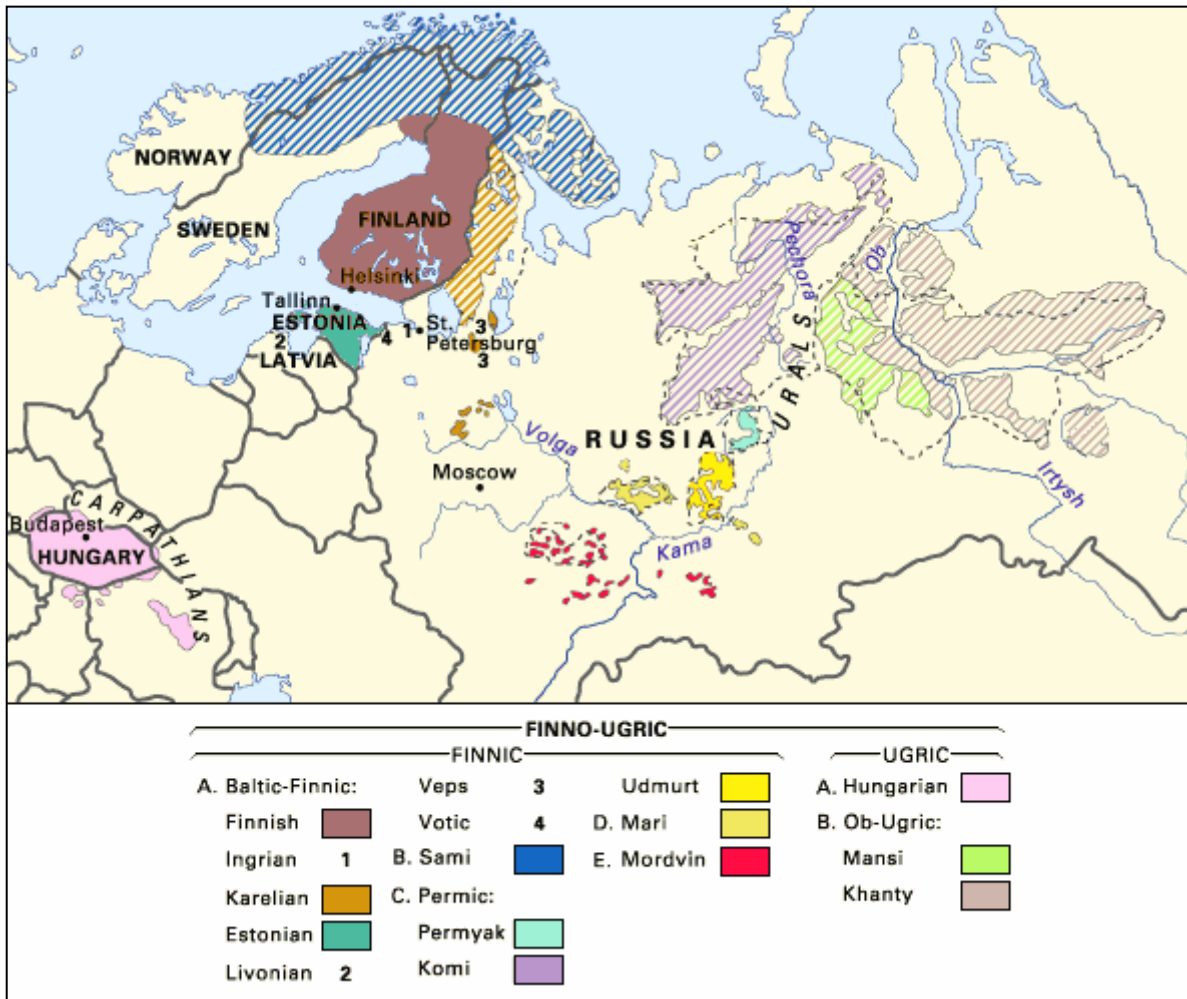 NORWAY
SWEDEN
FINLAND
Helsinki
Tallinn
ESTONIA
1
St.
Petersburg
3
3
2
4
LATVIA
Pechora
Ob
URALS
RUSSIA
Volga
Moscow
Kama
Irtysh
CARPATHIANS
Budapest
HUNGARY
FINNO-UGRIC
FINNIC
A. Baltic-Finnic:
Finnish
Ingrian 1
Karelian
Estonian
Livonian 2
Veps 3
Votic 4
B. Sami
C. Permic:
Permyak
Komi
Udmurt
D. Mari
E. Mordvin
UGRIC
A. Hungarian
B. Ob-Ugric:
Mansi
Khanty